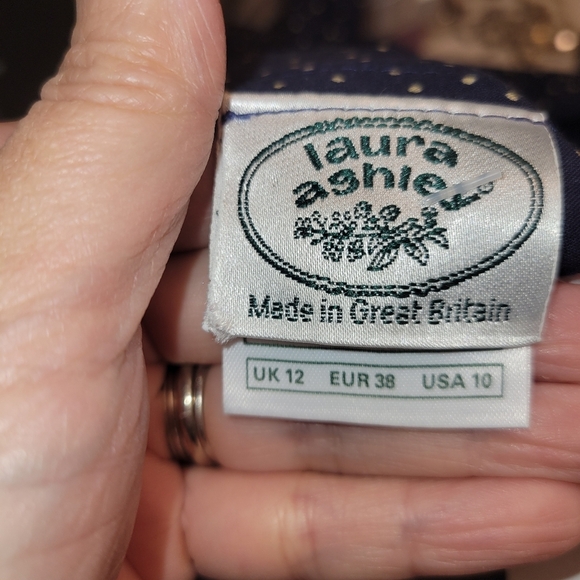 laura
ashley
Made in Great Britain
UK 12 EUR 38 USA 10